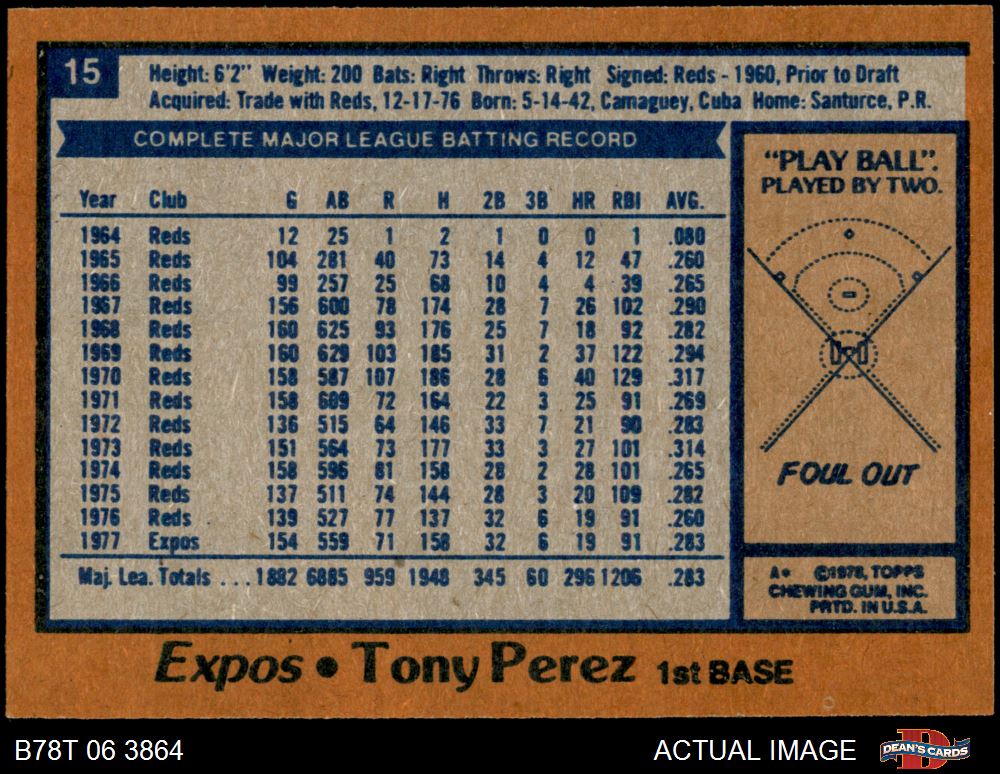 15
Height: 6'2" Weight: 200 Bats: Right Throws: Right Signed: Reds - 1960, Prior to Draft
Acquired: Trade with Reds, 12-17-76 Born: 5-14-42, Camaguey, Cuba Home: Santurce, P.R.
COMPLETE MAJOR LEAGUE BATTING RECORD
Year Club G AB R H 2B 3B HR RBI AVG.
1964 Reds 12 25 1 2 1 0 0 1 .080
1965 Reds 104 281 40 73 14 4 12 47 .260
1966 Reds 99 257 25 68 10 4 4 39 .265
1967 Reds 156 600 78 174 28 7 26 102 .290
1968 Reds 160 625 93 176 25 7 18 92 .282
1969 Reds 160 629 103 185 31 2 37 122 .294
1970 Reds 158 587 107 186 28 6 40 129 .317
1971 Reds 158 609 72 164 22 3 25 91 .269
1972 Reds 136 515 64 146 33 7 21 90 .283
1973 Reds 151 564 73 177 33 3 27 101 .314
1974 Reds 158 596 81 158 28 2 28 101 .265
1975 Reds 137 511 74 144 28 3 20 109 .282
1976 Reds 139 527 77 137 32 6 19 91 .260
1977 Expos 154 559 71 158 32 6 19 91 .283
Maj. Lea. Totals ... 1882 6885 959 1948 345 60 296 1206 .283
"PLAY BALL".
PLAYED BY TWO.
FOUL OUT
A* ©1978, TOPPS
CHEWING GUM, INC.
PRTD. IN U.S.A.
Expos • Tony Perez 1st BASE
B78T 06 3864
ACTUAL IMAGE
DEAN'S CARDS